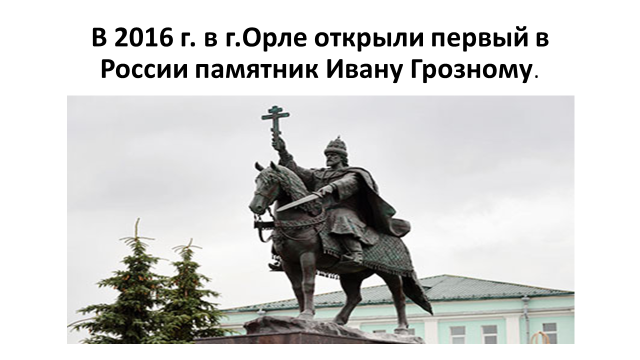 В 2016 г. в г.Орле открыли первый в
России памятник Ивану Грозному.